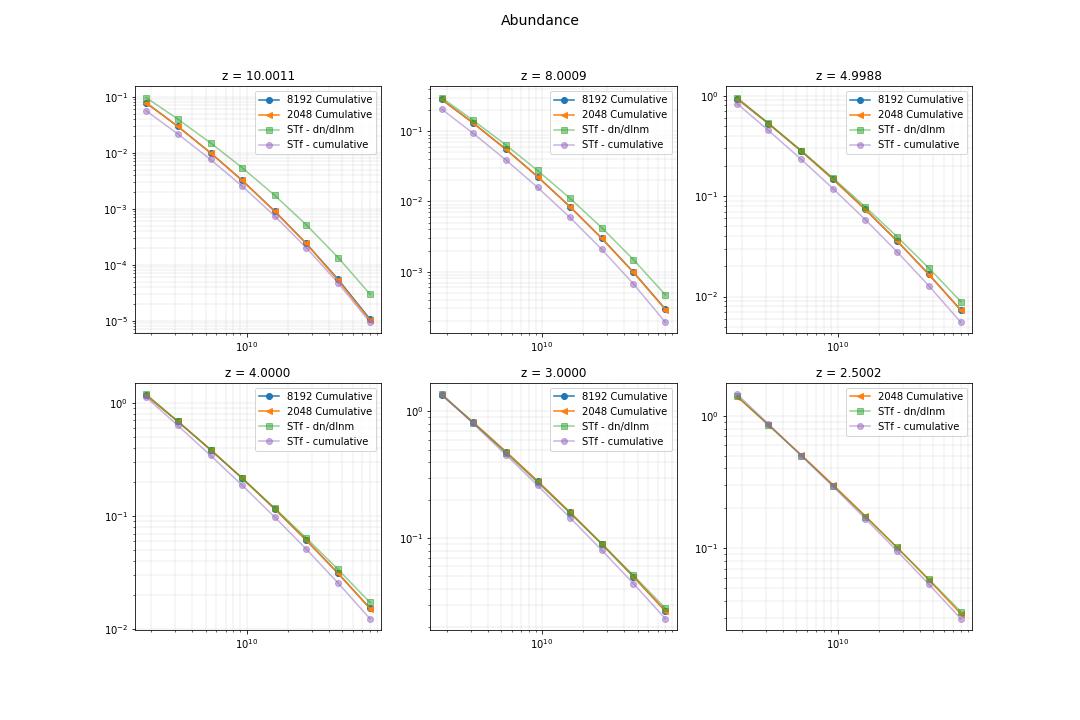 Abundance
z = 10.0011
8192 Cumulative
2048 Cumulative
STf - dn/dlnm
STf - cumulative
10⁻¹
10⁻²
10⁻³
10⁻⁴
10⁻⁵
10¹⁰
z = 8.0009
8192 Cumulative
2048 Cumulative
STf - dn/dlnm
STf - cumulative
10⁻¹
10⁻²
10⁻³
10¹⁰
z = 4.9988
8192 Cumulative
2048 Cumulative
STf - dn/dlnm
STf - cumulative
10⁰
10⁻¹
10⁻²
10¹⁰
z = 4.0000
8192 Cumulative
2048 Cumulative
STf - dn/dlnm
STf - cumulative
10⁰
10⁻¹
10⁻²
10¹⁰
z = 3.0000
8192 Cumulative
2048 Cumulative
STf - dn/dlnm
STf - cumulative
10⁰
10⁻¹
10¹⁰
z = 2.5002
2048 Cumulative
STf - dn/dlnm
STf - cumulative
10⁰
10⁻¹
10¹⁰